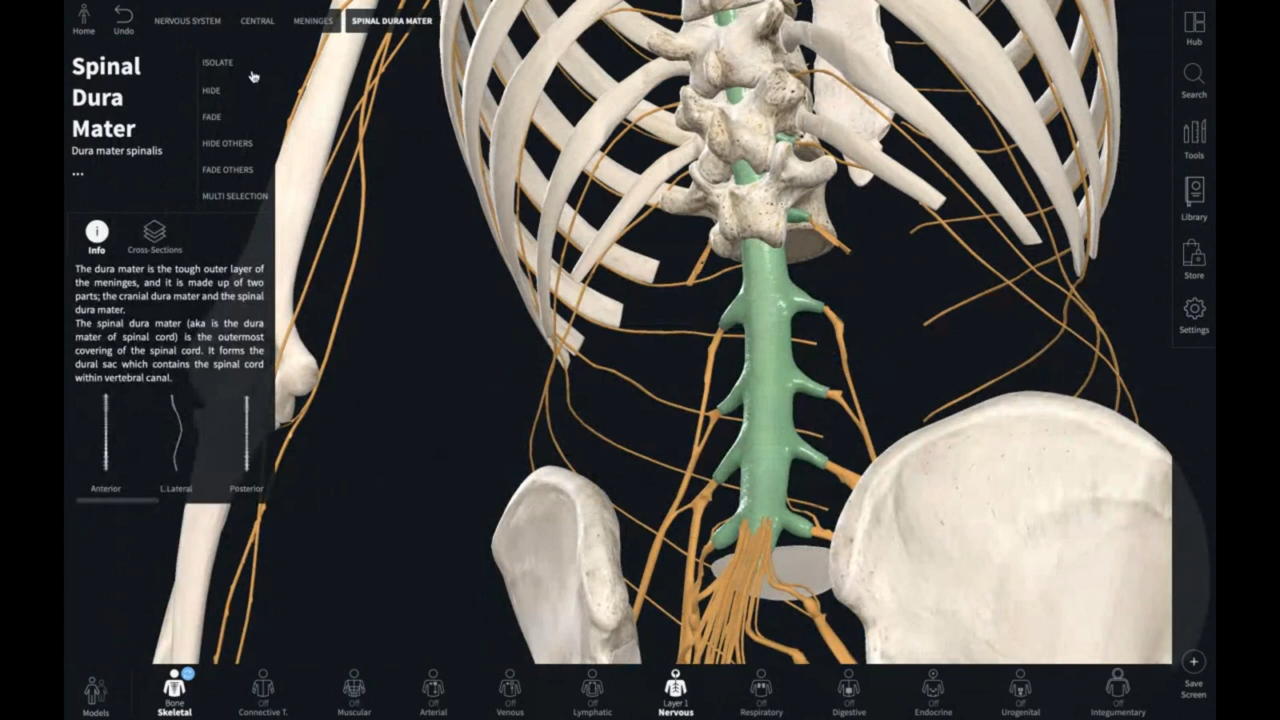 Home
Undo
NERVOUS SYSTEM
CENTRAL
MENINGES
SPINAL DURA MATER
Spinal
Dura
Mater
Dura mater spinalis
...
ISOLATE
HIDE
FADE
HIDE OTHERS
FADE OTHERS
MULTI SELECTION
Info
Cross-Sections
The dura mater is the tough outer layer of
the meninges, and it is made up of two
parts; the cranial dura mater and the spinal
dura mater.
The spinal dura mater (aka is the dura
mater of spinal cord) is the outermost
covering of the spinal cord. It forms the
dural sac which contains the spinal cord
within vertebral canal.
Anterior
L.Lateral
Posterior
Hub
Search
Tools
Library
Store
Settings
Save
Screen
Models
Bone
Skeletal
Off
Connective T.
Off
Muscular
Off
Arterial
Off
Venous
Off
Lymphatic
Layer 1
Nervous
Off
Respiratory
Off
Digestive
Off
Endocrine
Off
Urogenital
Off
Integumentary